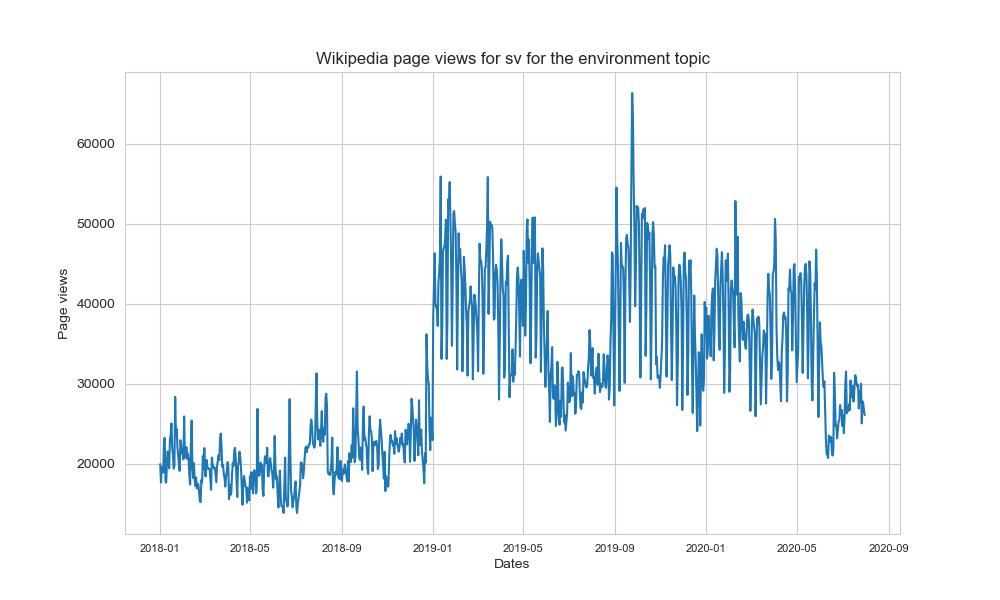 Wikipedia page views for sv for the environment topic
60000
50000
40000
30000
20000
Page views
2018-01 2018-05 2018-09 2019-01 2019-05 2019-09 2020-01 2020-05 2020-09
Dates